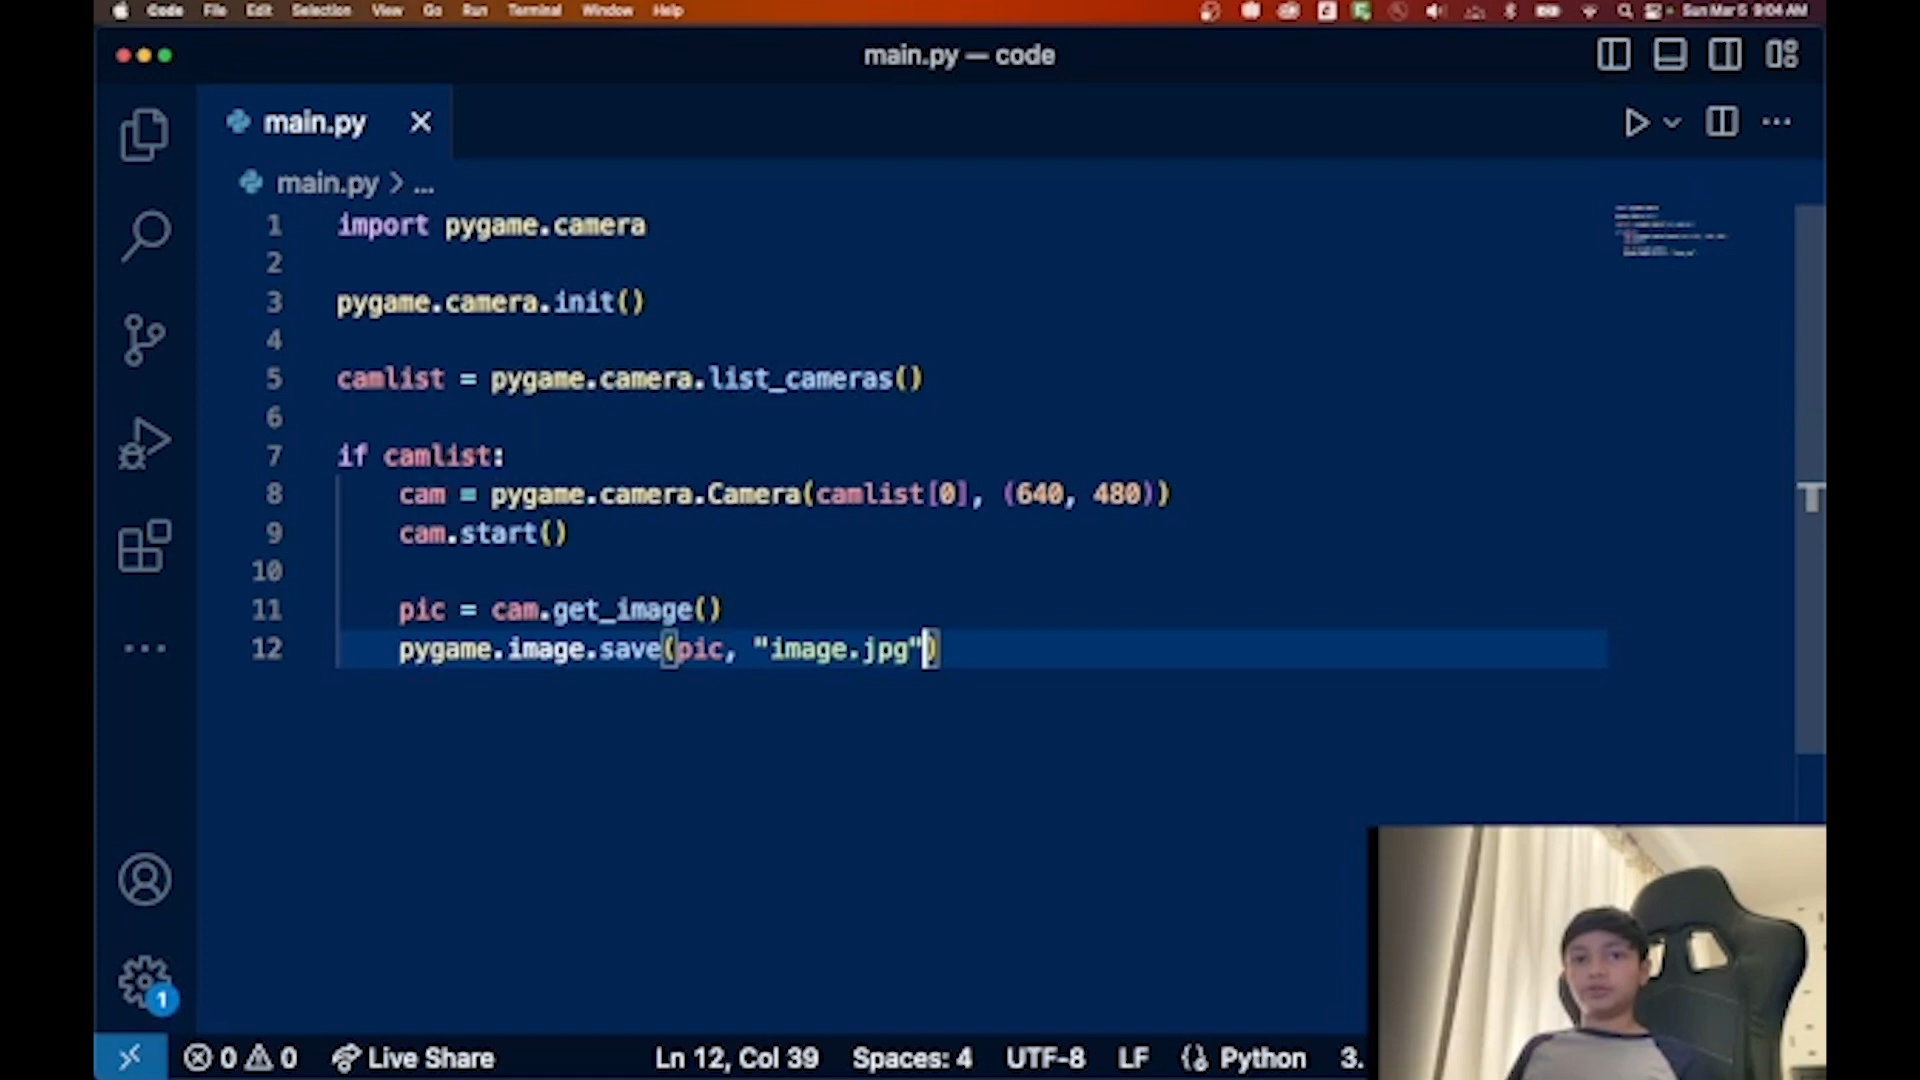 Code File Edit Selection View Go Run Terminal Window Help Sun Mar 5 9:04 AM
main.py — code
main.py
main.py > ...
1 import pygame.camera
2
3 pygame.camera.init()
4
5 camlist = pygame.camera.list_cameras()
6
7 if camlist:
8 cam = pygame.camera.Camera(camlist[0], (640, 480))
9 cam.start()
10
11 pic = cam.get_image()
12 pygame.image.save(pic, "image.jpg")
1
0 0 Live Share Ln 12, Col 39 Spaces: 4 UTF-8 LF Python 3.